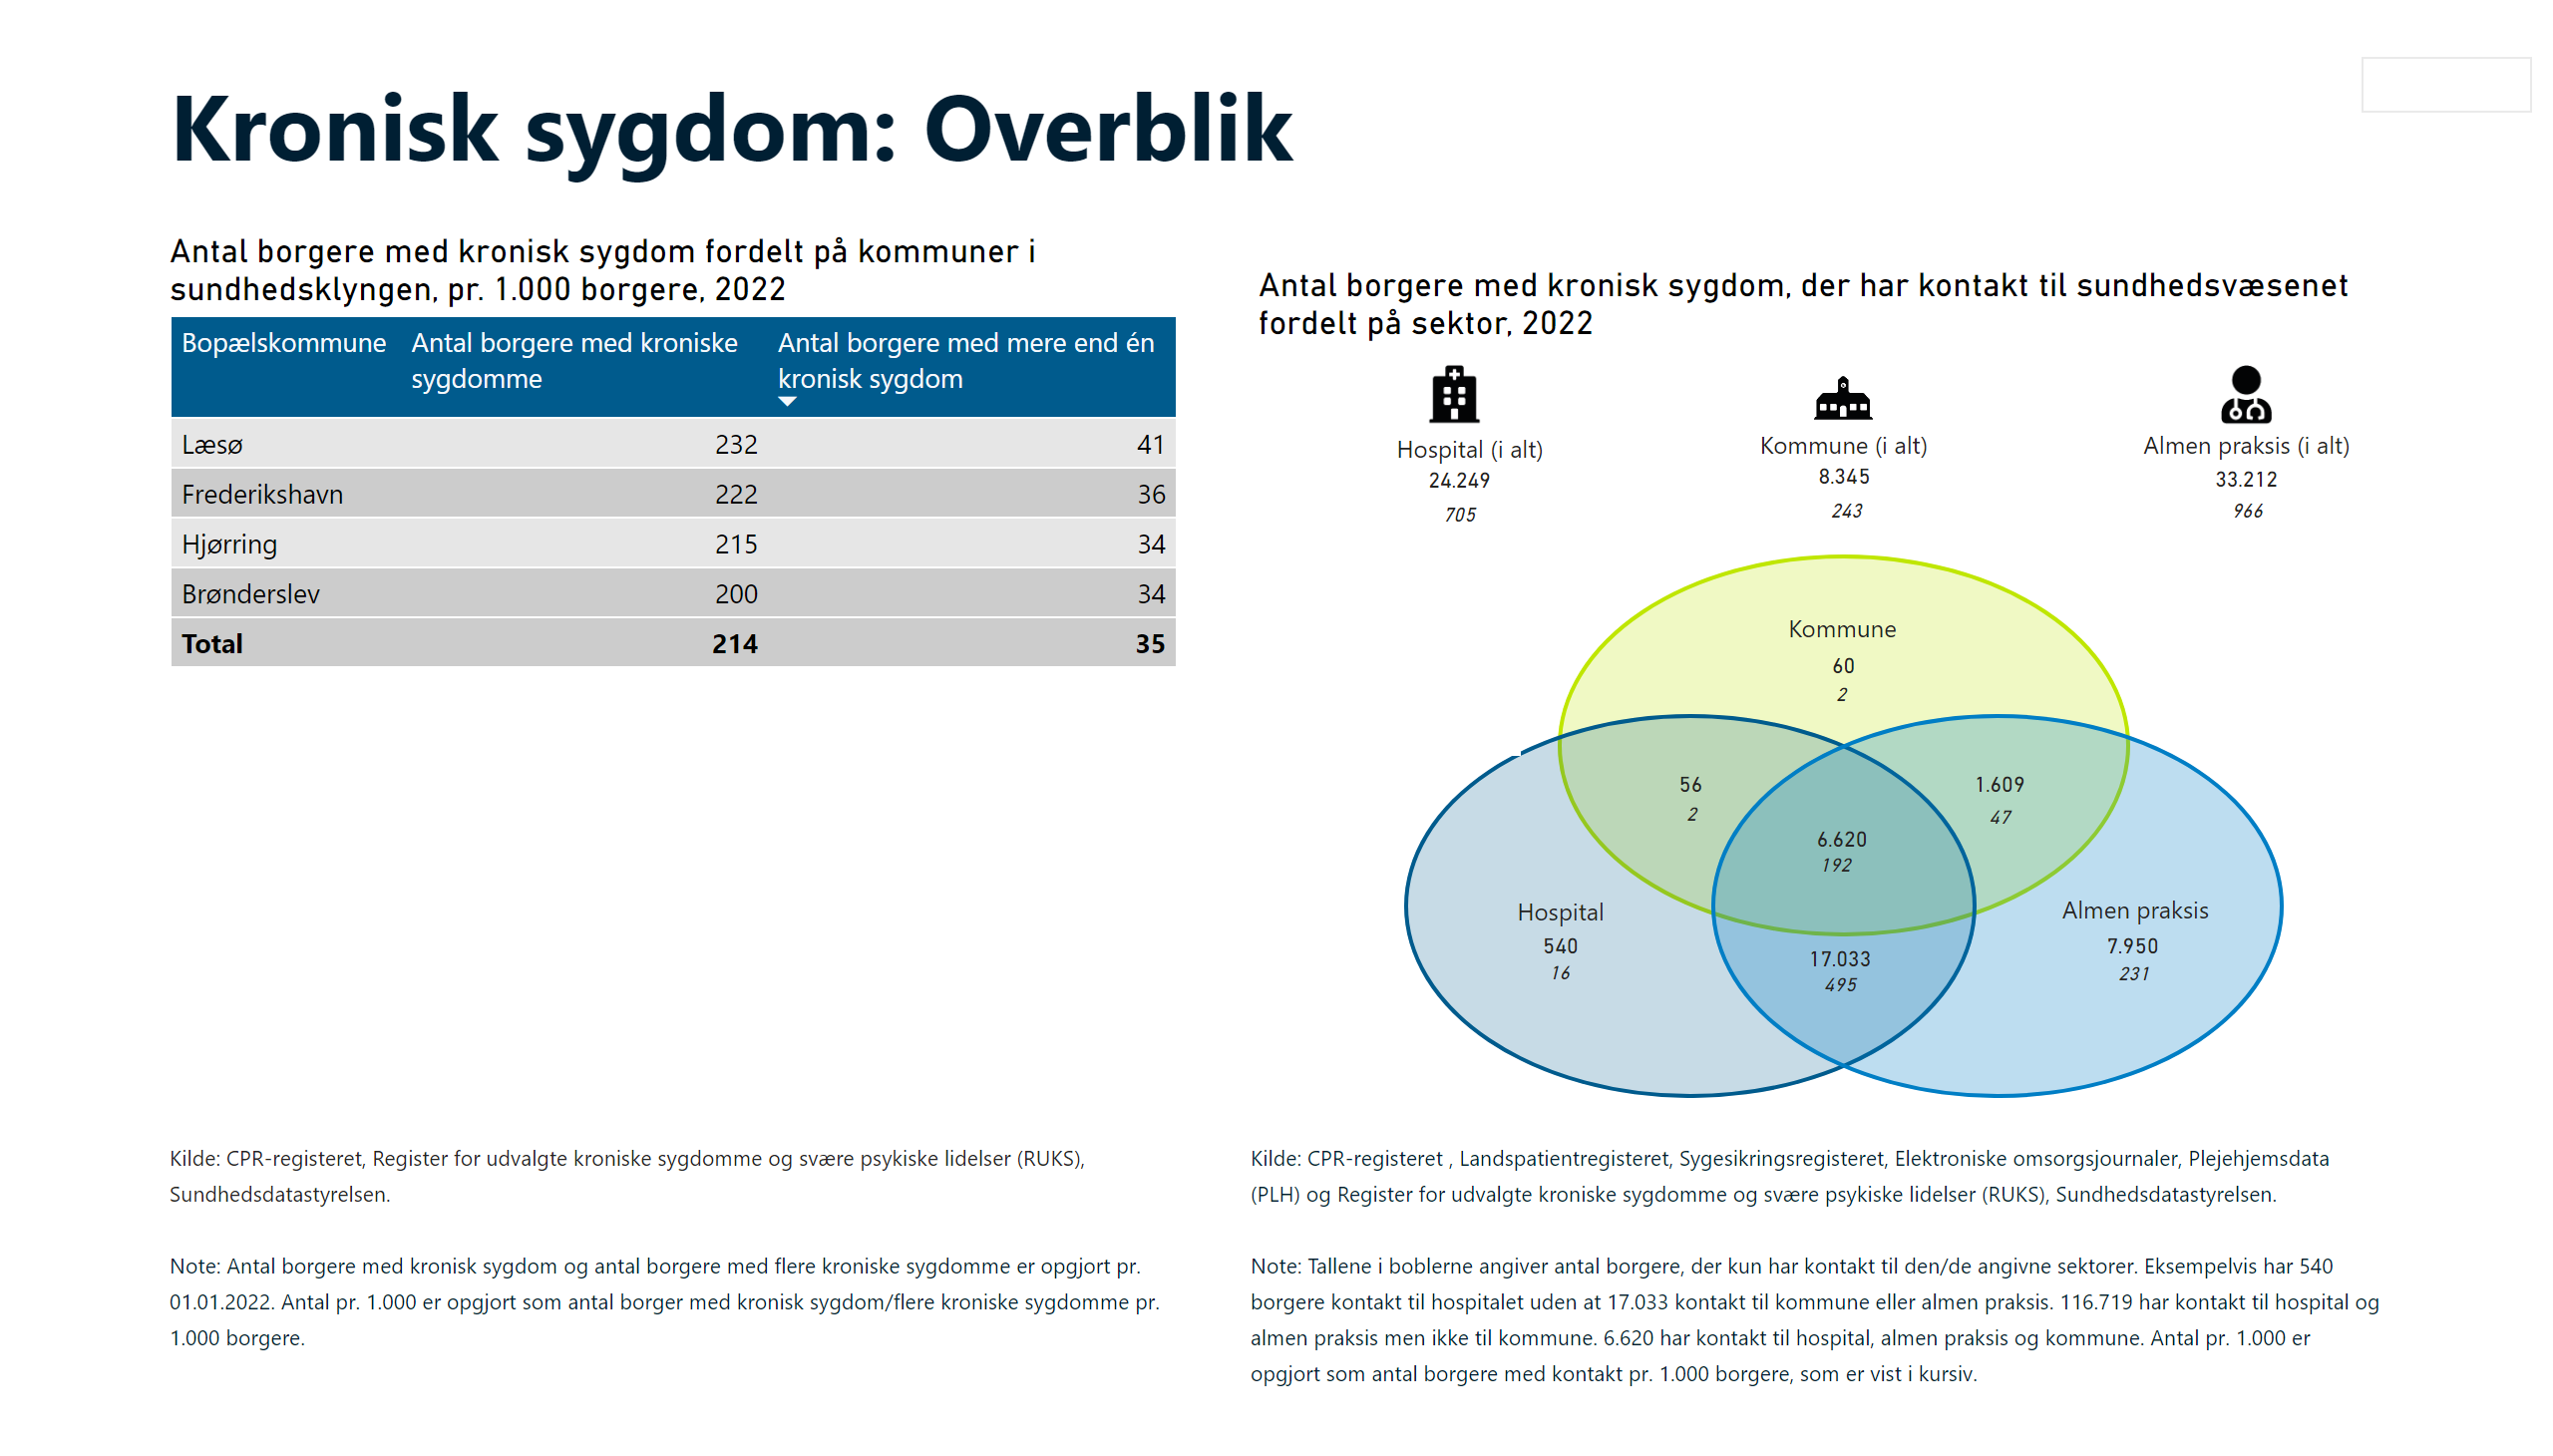 Kronisk sygdom: Overblik
Antal borgere med kronisk sygdom fordelt på kommuner i
sundhedsklyngen, pr. 1.000 borgere, 2022
Bopælskommune Antal borgere med kroniske sygdomme Antal borgere med mere end én kronisk sygdom
Læsø 232 41
Frederikshavn 222 36
Hjørring 215 34
Brønderslev 200 34
Total 214 35
Kilde: CPR-registeret, Register for udvalgte kroniske sygdomme og svære psykiske lidelser (RUKS),
Sundhedsdatastyrelsen.
Note: Antal borgere med kronisk sygdom og antal borgere med flere kroniske sygdomme er opgjort pr.
01.01.2022. Antal pr. 1.000 er opgjort som antal borger med kronisk sygdom/flere kroniske sygdomme pr.
1.000 borgere.
Antal borgere med kronisk sygdom, der har kontakt til sundhedsvæsenet
fordelt på sektor, 2022
Hospital (i alt)
24.249
705
Kommune (i alt)
8.345
243
Almen praksis (i alt)
33.212
966
Kommune
60
2
56
2
1.609
47
6.620
192
Hospital
540
16
17.033
495
Almen praksis
7.950
231
Kilde: CPR-registeret , Landspatientregisteret, Sygesikringsregisteret, Elektroniske omsorgsjournaler, Plejehjemsdata
(PLH) og Register for udvalgte kroniske sygdomme og svære psykiske lidelser (RUKS), Sundhedsdatastyrelsen.
Note: Tallene i boblerne angiver antal borgere, der kun har kontakt til den/de angivne sektorer. Eksempelvis har 540
borgere kontakt til hospitalet uden at 17.033 kontakt til kommune eller almen praksis. 116.719 har kontakt til hospital og
almen praksis men ikke til kommune. 6.620 har kontakt til hospital, almen praksis og kommune. Antal pr. 1.000 er
opgjort som antal borgere med kontakt pr. 1.000 borgere, som er vist i kursiv.